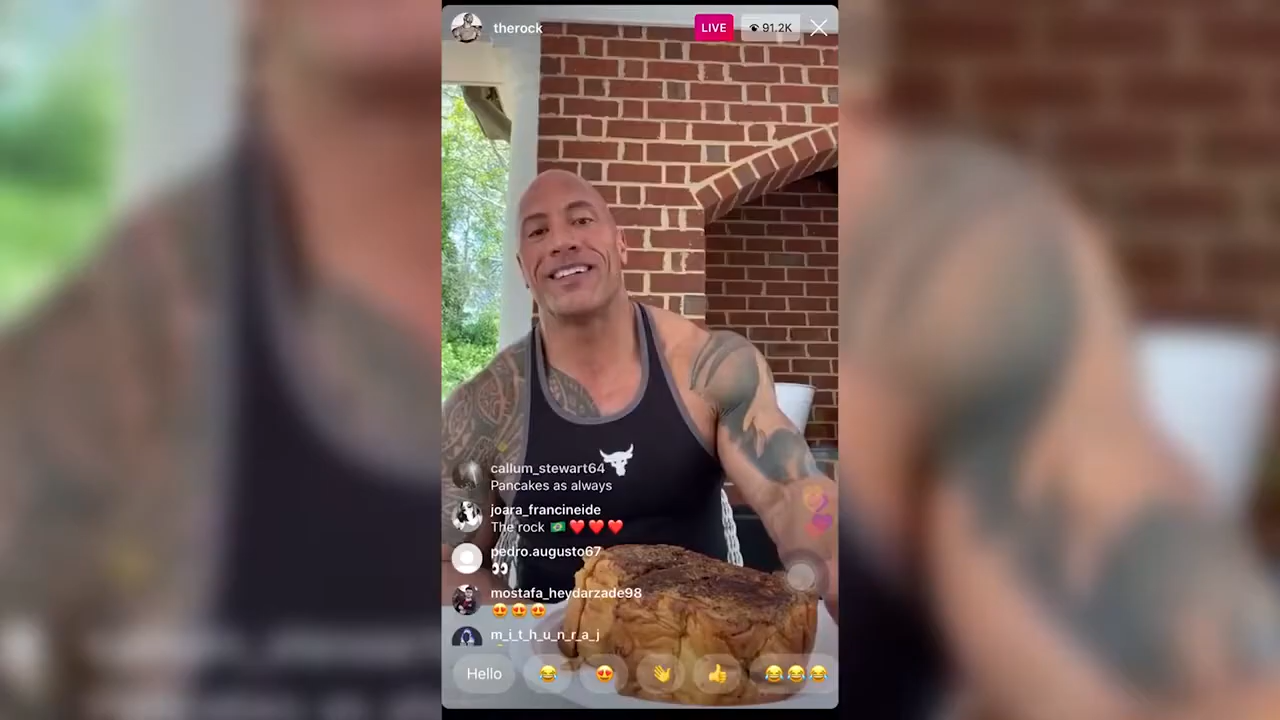 therock
LIVE
91.2K
callum_stewart64
Pancakes as always
joara_francineide
The rock 🇧🇷❤️❤️❤️
pedro.augusto67
👀
mostafa_heydarzade98
😍😍😍
m_i_t_h_u_n_r_a_j
Hello 😂 😍 👋 👍 😂😂😂